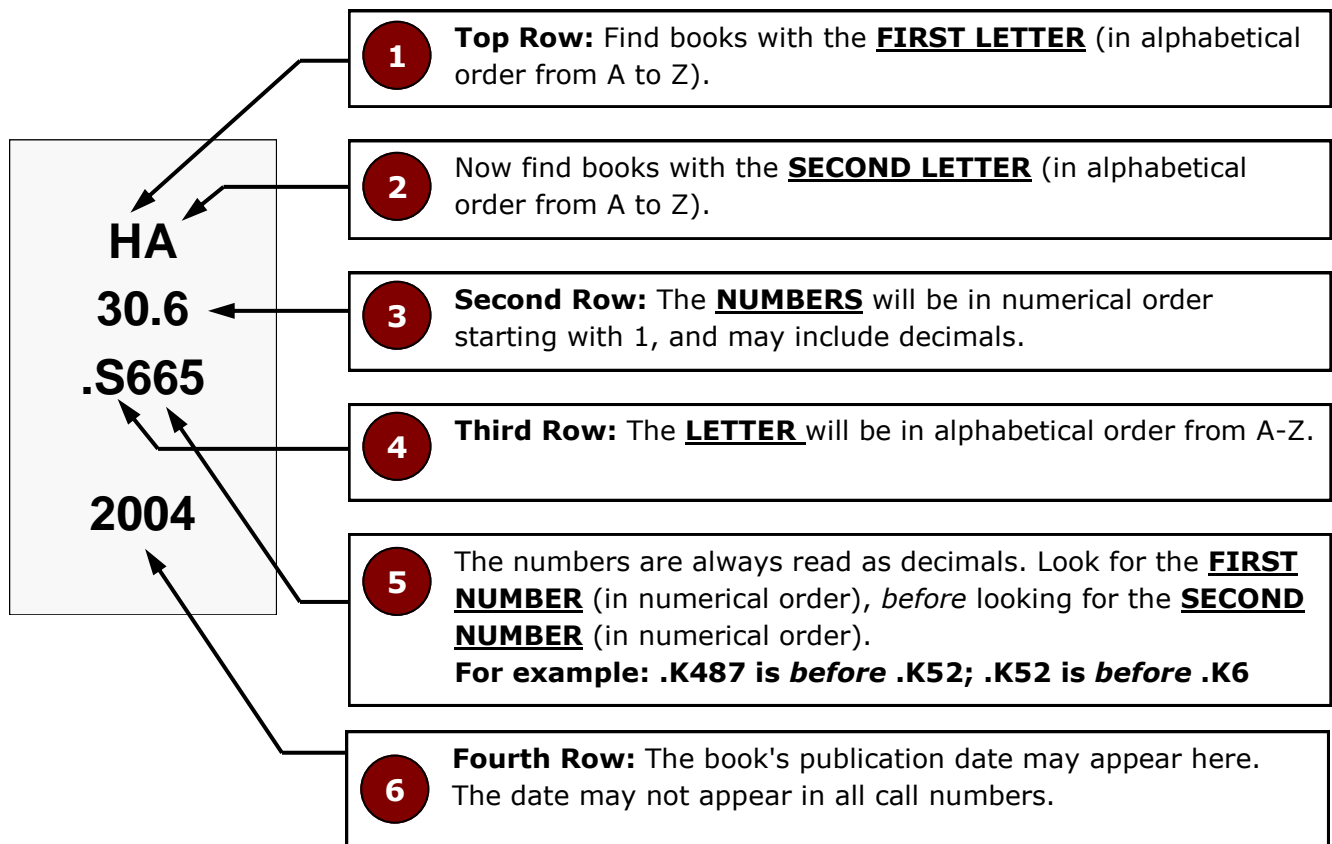 1
Top Row: Find books with the FIRST LETTER (in alphabetical
order from A to Z).
2
Now find books with the SECOND LETTER (in alphabetical
order from A to Z).
HA
30.6
.S665
2004
3
Second Row: The NUMBERS will be in numerical order
starting with 1, and may include decimals.
4
Third Row: The LETTER will be in alphabetical order from A-Z.
5
The numbers are always read as decimals. Look for the FIRST
NUMBER (in numerical order), before looking for the SECOND
NUMBER (in numerical order).
For example: .K487 is before .K52; .K52 is before .K6
6
Fourth Row: The book's publication date may appear here.
The date may not appear in all call numbers.